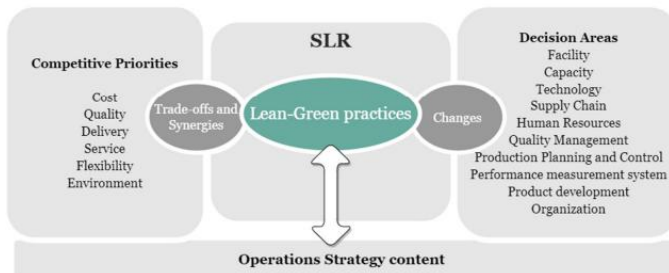 Competitive Priorities
Cost
Quality
Delivery
Service
Flexibility
Environment
Trade-offs and
Synergies
SLR
Lean-Green practices
Changes
Decision Areas
Facility
Capacity
Technology
Supply Chain
Human Resources
Quality Management
Production Planning and Control
Performance measurement system
Product development
Organization
Operations Strategy content